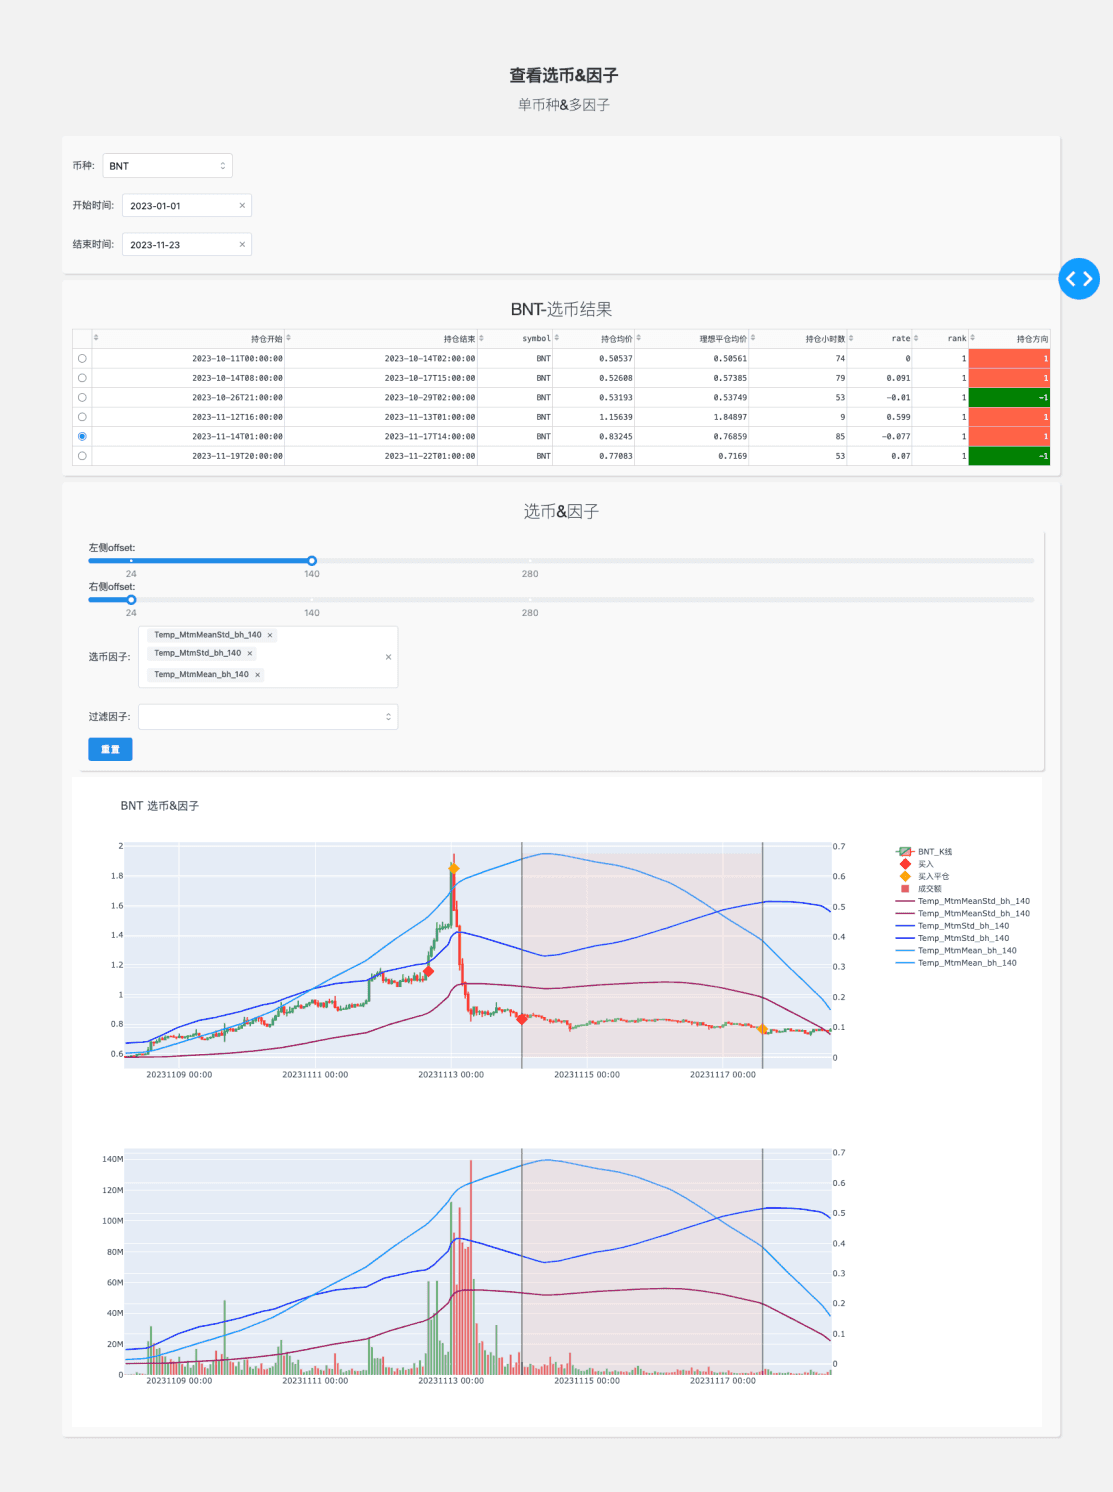 查看选币&因子
单币种&多因子
币种: BNT
开始时间: 2023-01-01 ×
结束时间: 2023-11-23 ×
BNT-选币结果
持仓开始 持仓结束 symbol 持仓均价 理想平仓均价 持仓小时数 rate rank 持仓方向
2023-10-11T00:00:00 2023-10-14T02:00:00 BNT 0.50537 0.50561 74 0 1 1
2023-10-14T08:00:00 2023-10-17T15:00:00 BNT 0.52608 0.57385 79 0.091 1 1
2023-10-26T21:00:00 2023-10-29T02:00:00 BNT 0.53193 0.53749 53 -0.01 1 -1
2023-11-12T16:00:00 2023-11-13T01:00:00 BNT 1.15639 1.84897 9 0.599 1 1
2023-11-14T01:00:00 2023-11-17T14:00:00 BNT 0.83245 0.76859 85 -0.077 1 1
2023-11-19T20:00:00 2023-11-22T01:00:00 BNT 0.77083 0.7169 53 0.07 1 -1
选币&因子
左侧offset:
24 140 280
右侧offset:
24 140 280
选币因子:
Temp_MtmMeanStd_bh_140 ×
Temp_MtmStd_bh_140 ×
Temp_MtmMean_bh_140 ×
×
过滤因子:
重置
BNT 选币&因子
2
1.8
1.6
1.4
1.2
1
0.8
0.6
0.7
0.6
0.5
0.4
0.3
0.2
0.1
0
20231109 00:00 20231111 00:00 20231113 00:00 20231115 00:00 20231117 00:00
BNT_K线
买入
买入平仓
成交额
Temp_MtmMeanStd_bh_140
Temp_MtmMeanStd_bh_140
Temp_MtmStd_bh_140
Temp_MtmStd_bh_140
Temp_MtmMean_bh_140
Temp_MtmMean_bh_140
140M
120M
100M
80M
60M
40M
20M
0
0.7
0.6
0.5
0.4
0.3
0.2
0.1
0
20231109 00:00 20231111 00:00 20231113 00:00 20231115 00:00 20231117 00:00